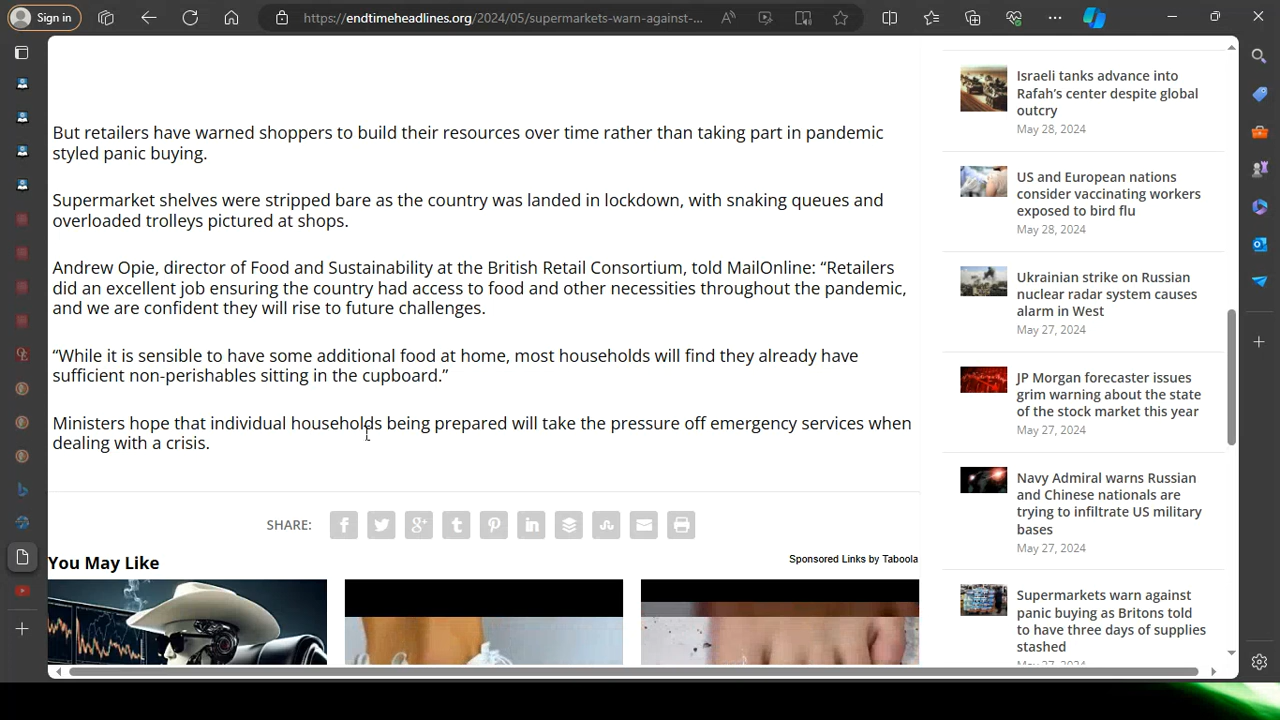 Sign in
https://endtimeheadlines.org/2024/05/supermarkets-warn-against-...
But retailers have warned shoppers to build their resources over time rather than taking part in pandemic
styled panic buying.
Supermarket shelves were stripped bare as the country was landed in lockdown, with snaking queues and
overloaded trolleys pictured at shops.
Andrew Opie, director of Food and Sustainability at the British Retail Consortium, told MailOnline: “Retailers
did an excellent job ensuring the country had access to food and other necessities throughout the pandemic,
and we are confident they will rise to future challenges.
“While it is sensible to have some additional food at home, most households will find they already have
sufficient non-perishables sitting in the cupboard.”
Ministers hope that individual households being prepared will take the pressure off emergency services when
dealing with a crisis.
SHARE:
You May Like
Sponsored Links by Taboola
Israeli tanks advance into
Rafah’s center despite global
outcry
May 28, 2024
US and European nations
consider vaccinating workers
exposed to bird flu
May 28, 2024
Ukrainian strike on Russian
nuclear radar system causes
alarm in West
May 27, 2024
JP Morgan forecaster issues
grim warning about the state
of the stock market this year
May 27, 2024
Navy Admiral warns Russian
and Chinese nationals are
trying to infiltrate US military
bases
May 27, 2024
Supermarkets warn against
panic buying as Britons told
to have three days of supplies
stashed
May 27, 2024